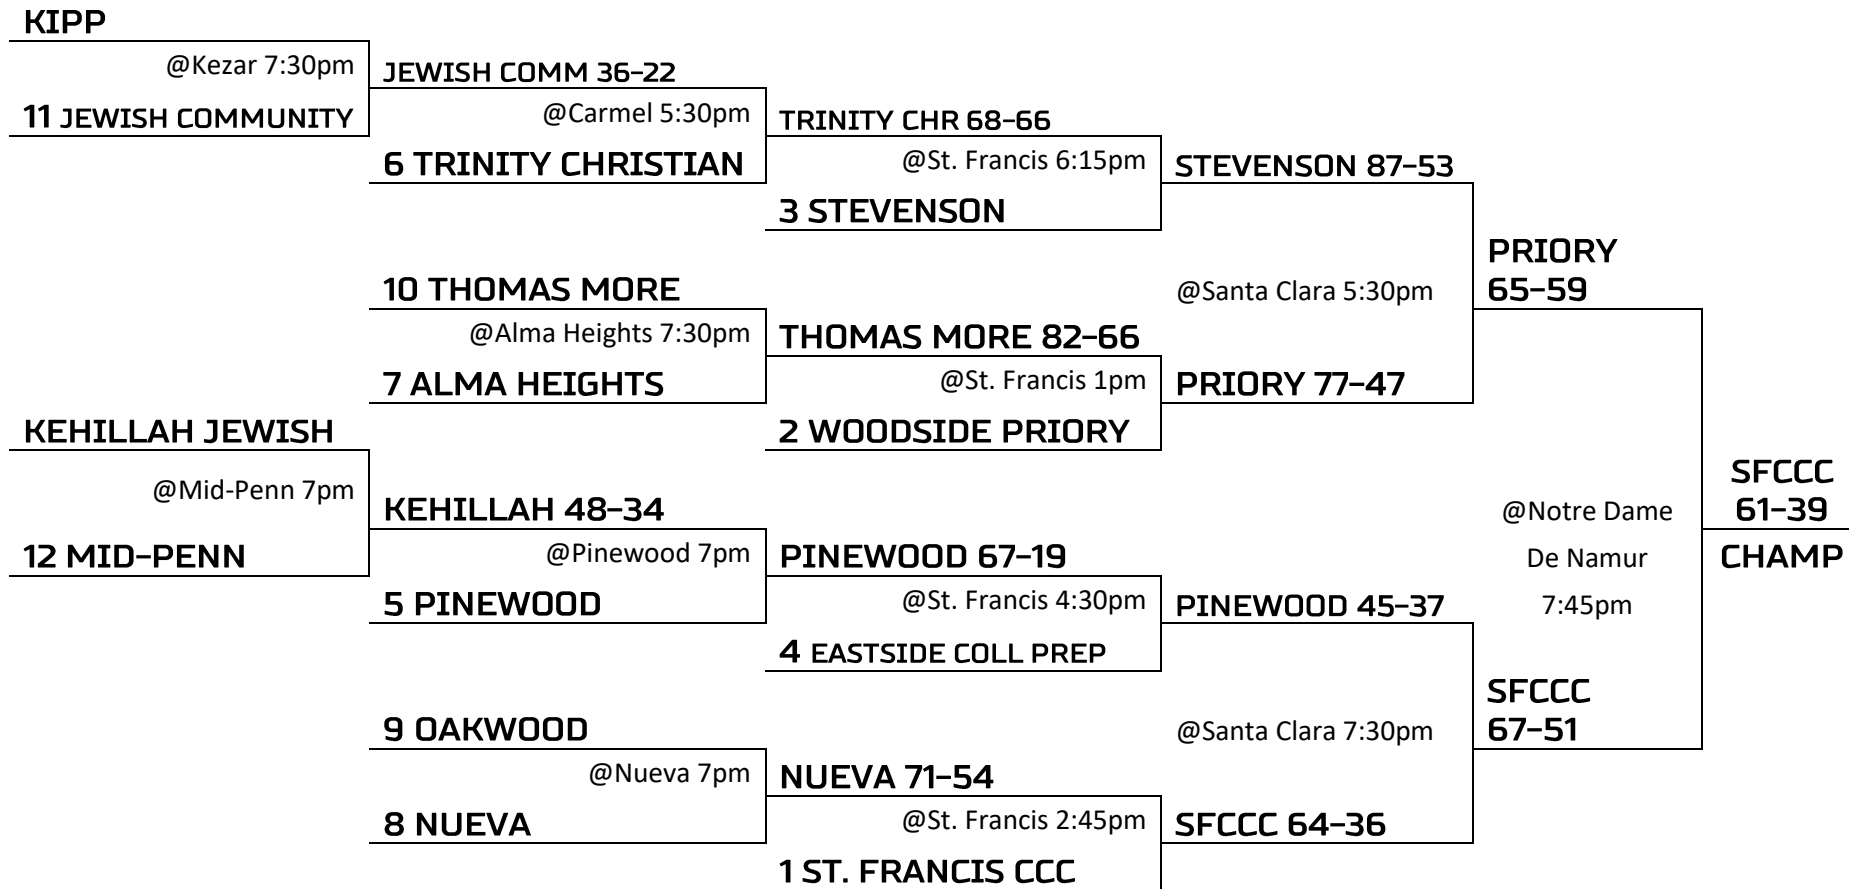 KIPP
@Kezar 7:30pm
11 JEWISH COMMUNITY
JEWISH COMM 36-22
@Carmel 5:30pm
6 TRINITY CHRISTIAN
TRINITY CHR 68-66
@St. Francis 6:15pm
3 STEVENSON
STEVENSON 87-53
10 THOMAS MORE
@Alma Heights 7:30pm
7 ALMA HEIGHTS
THOMAS MORE 82-66
@St. Francis 1pm
2 WOODSIDE PRIORY
@Santa Clara 5:30pm
PRIORY 77-47
PRIORY
65-59
KEHILLAH JEWISH
@Mid-Penn 7pm
12 MID-PENN
KEHILLAH 48-34
@Pinewood 7pm
5 PINEWOOD
PINEWOOD 67-19
@St. Francis 4:30pm
4 EASTSIDE COLL PREP
PINEWOOD 45-37
9 OAKWOOD
@Nueva 7pm
8 NUEVA
NUEVA 71-54
@St. Francis 2:45pm
1 ST. FRANCIS CCC
@Santa Clara 7:30pm
SFCCC 64-36
SFCCC
67-51
@Notre Dame
De Namur
7:45pm
SFCCC
61-39
CHAMP